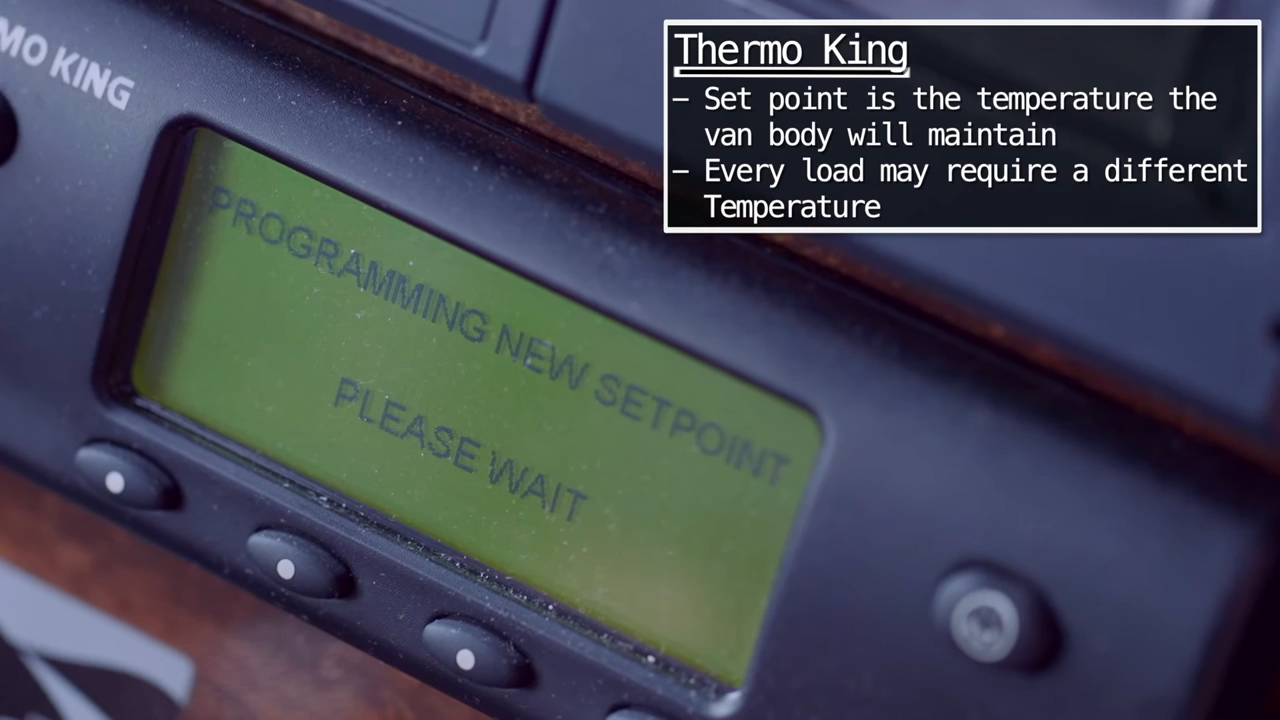 MO KING
Thermo King
– Set point is the temperature the
van body will maintain
– Every load may require a different
Temperature
PROGRAMMING NEW SETPOINT
PLEASE WAIT